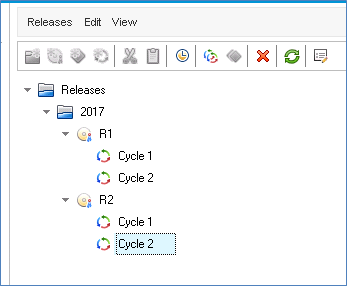 Releases Edit View
Releases
2017
R1
Cycle 1
Cycle 2
R2
Cycle 1
Cycle 2